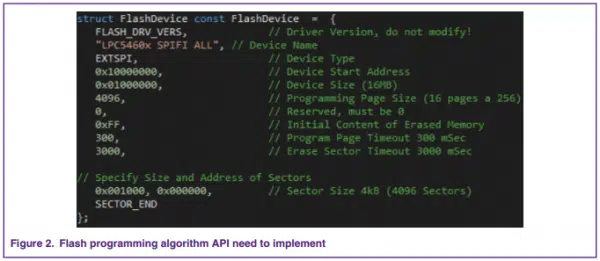 struct FlashDevice const FlashDevice = {
FLASH_DRV_VERS, // Driver Version, do not modify!
"LPC5460x SPIFI ALL", // Device Name
EXTSPI, // Device Type
0x10000000, // Device Start Address
0x01000000, // Device Size (16MB)
4096, // Programming Page Size (16 pages a 256)
0, // Reserved, must be 0
0xFF, // Initial Content of Erased Memory
300, // Program Page Timeout 300 mSec
3000, // Erase Sector Timeout 3000 mSec
// Specify Size and Address of Sectors
0x001000, 0x000000, // Sector Size 4kB (4096 Sectors)
SECTOR_END
};
Figure 2. Flash programming algorithm API need to implement